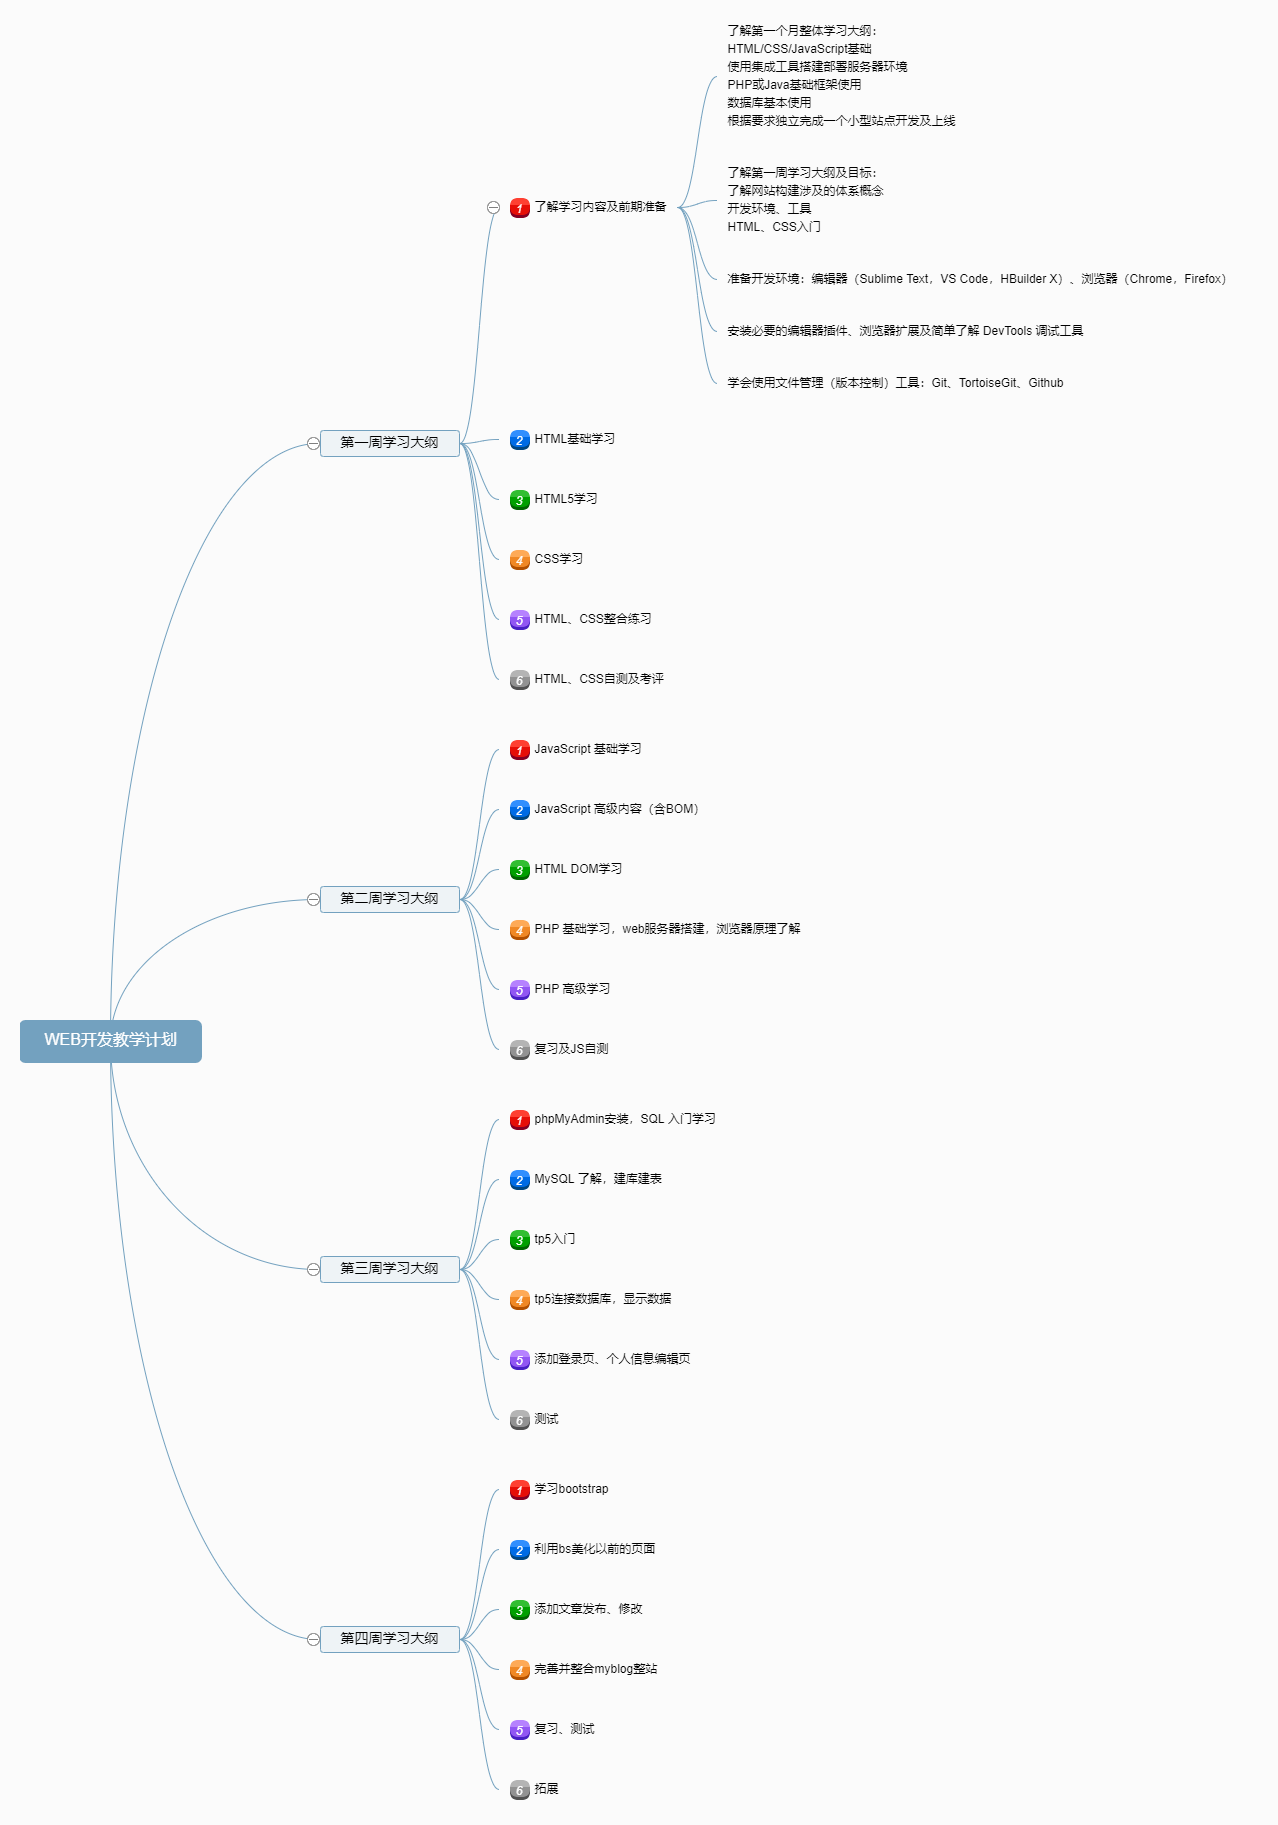 WEB开发教学计划
第一周学习大纲
1 了解学习内容及前期准备
了解第一个月整体学习大纲：
HTML/CSS/JavaScript基础
使用集成工具搭建部署服务器环境
PHP或Java基础框架使用
数据库基本使用
根据要求独立完成一个小型站点开发及上线
了解第一周学习大纲及目标：
了解网站构建涉及的体系概念
开发环境、工具
HTML、CSS入门
准备开发环境：编辑器（Sublime Text，VS Code，HBuilder X）、浏览器（Chrome，Firefox）
安装必要的编辑器插件、浏览器扩展及简单了解 DevTools 调试工具
学会使用文件管理（版本控制）工具：Git、TortoiseGit、Github
2 HTML基础学习
3 HTML5学习
4 CSS学习
5 HTML、CSS整合练习
6 HTML、CSS自测及考评
第二周学习大纲
1 JavaScript 基础学习
2 JavaScript 高级内容（含BOM）
3 HTML DOM学习
4 PHP 基础学习，web服务器搭建，浏览器原理了解
5 PHP 高级学习
6 复习及JS自测
第三周学习大纲
1 phpMyAdmin安装，SQL 入门学习
2 MySQL 了解，建库建表
3 tp5入门
4 tp5连接数据库，显示数据
5 添加登录页、个人信息编辑页
6 测试
第四周学习大纲
1 学习bootstrap
2 利用bs美化以前的页面
3 添加文章发布、修改
4 完善并整合myblog整站
5 复习、测试
6 拓展